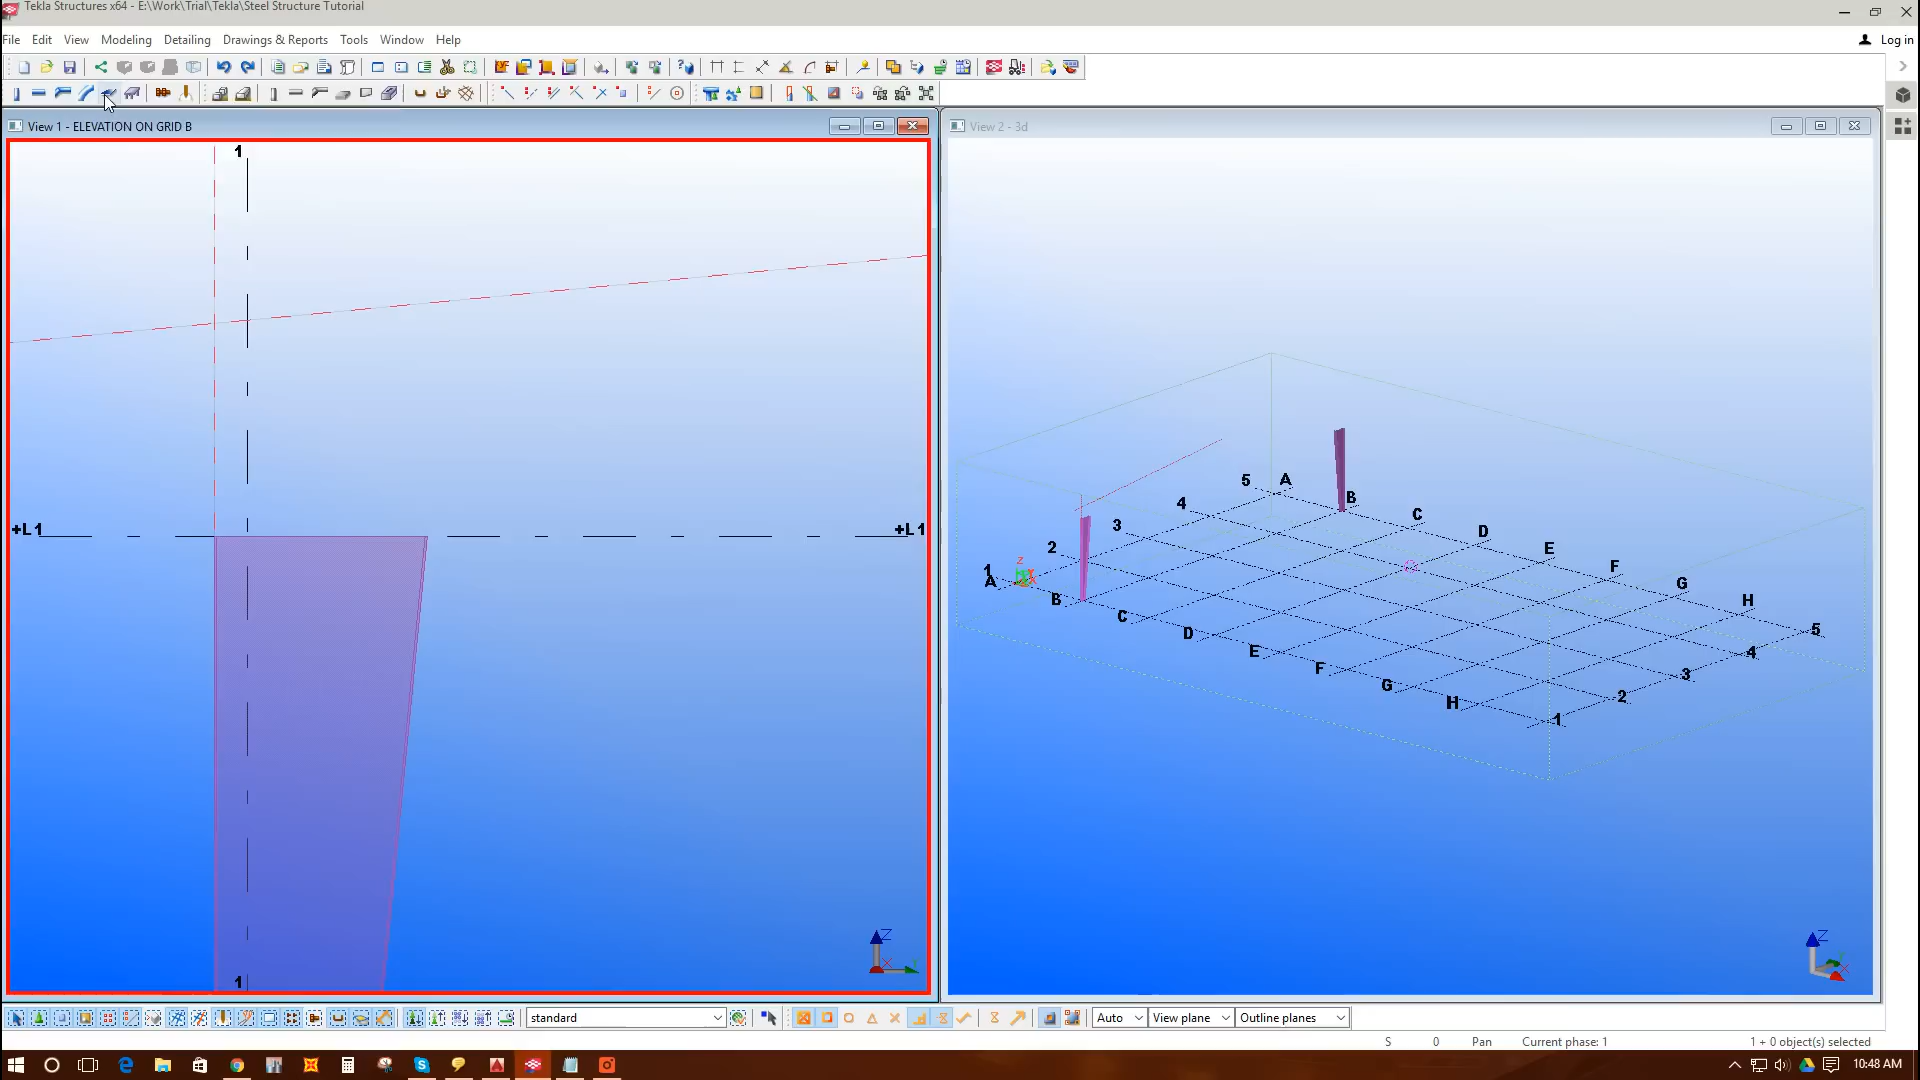 Tekla Structures x64 - E:\Work\Trial\Tekla\Steel Structure Tutorial
File Edit View Modeling Detailing Drawings & Reports Tools Window Help
Log in
View 1 - ELEVATION ON GRID B
View 2 - 3d
1
+L1 +L1
1
Z
X
5 A
B
4
C
3
D
2
E
1
A
F
B
G
C
H
D
5
E
4
F
3
G
2
H
1
Z
X
Z
X
standard
Auto View plane Outline planes
S 0 Pan Current phase: 1 1 + 0 object(s) selected
10:48 AM